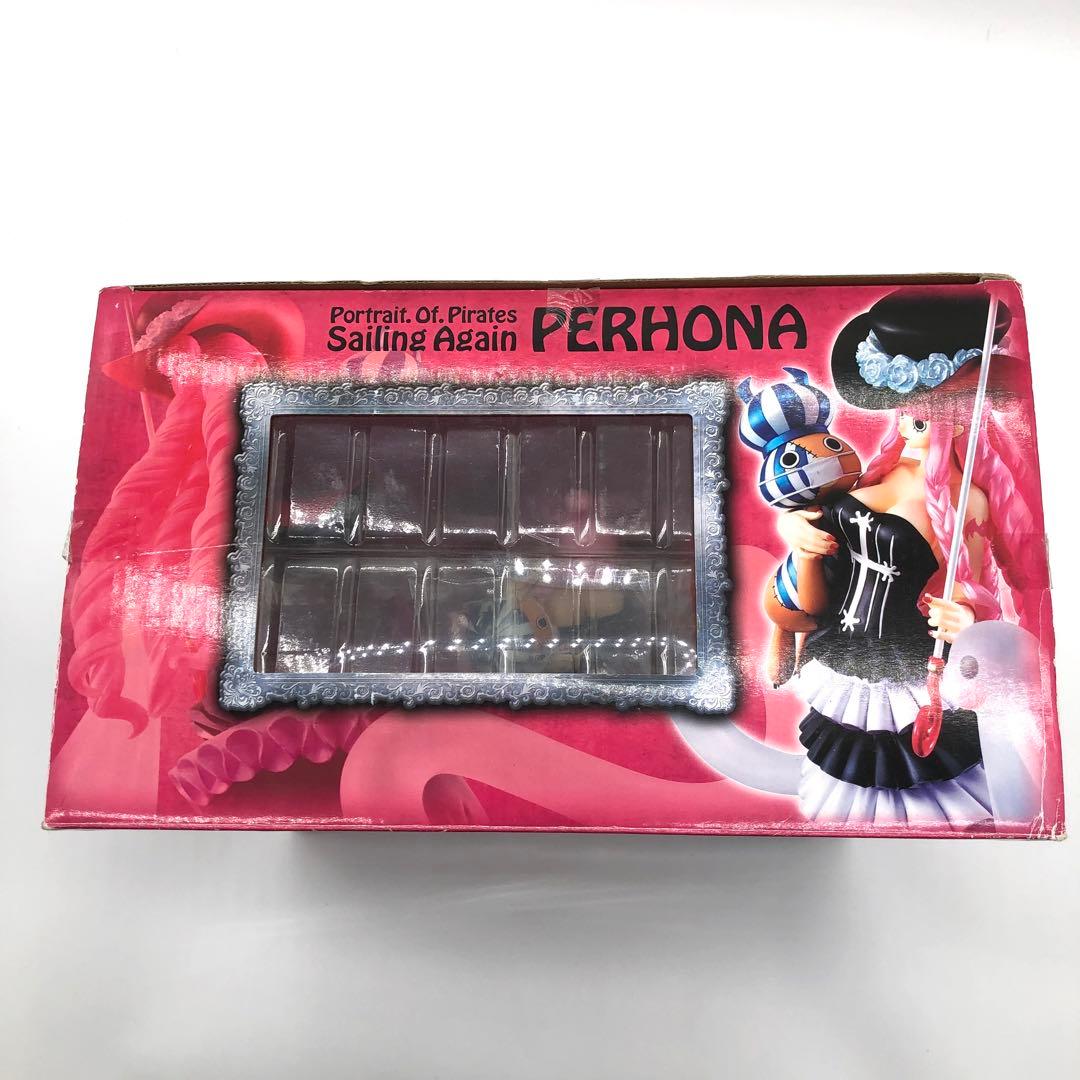 Portrait. Of. Pirates
Sailing Again PERHONA